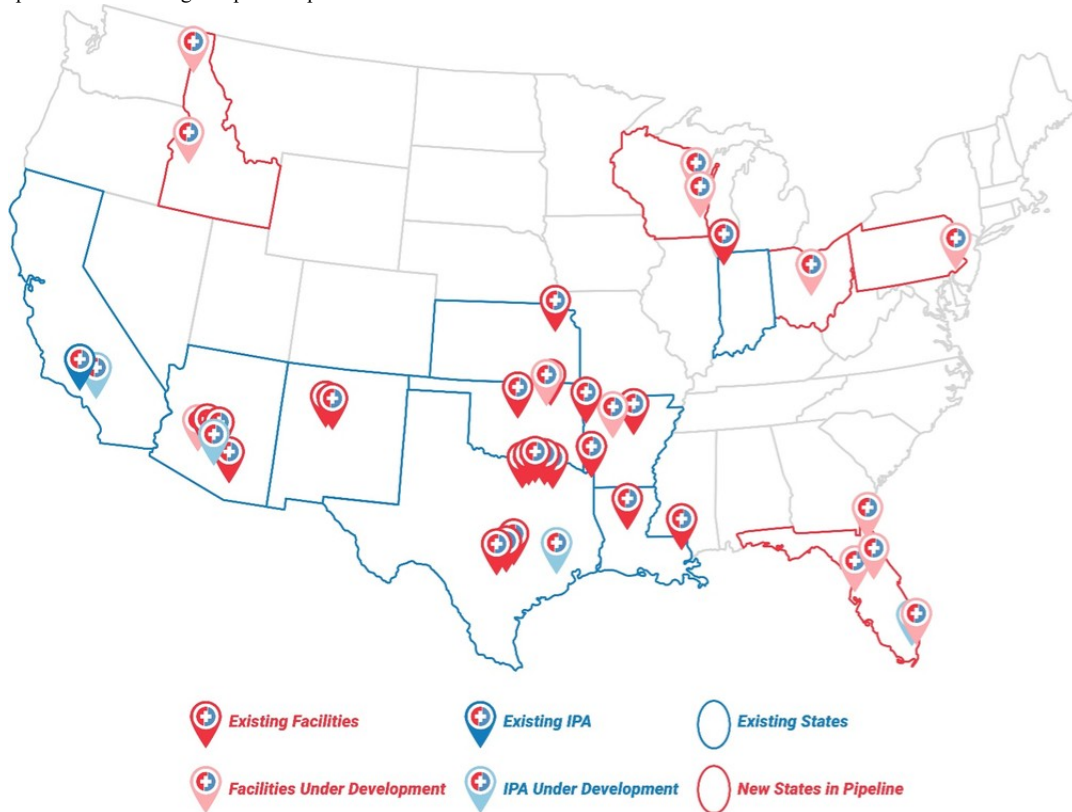 Existing Facilities
Existing IPA
Existing States
Facilities Under Development
IPA Under Development
New States in Pipeline